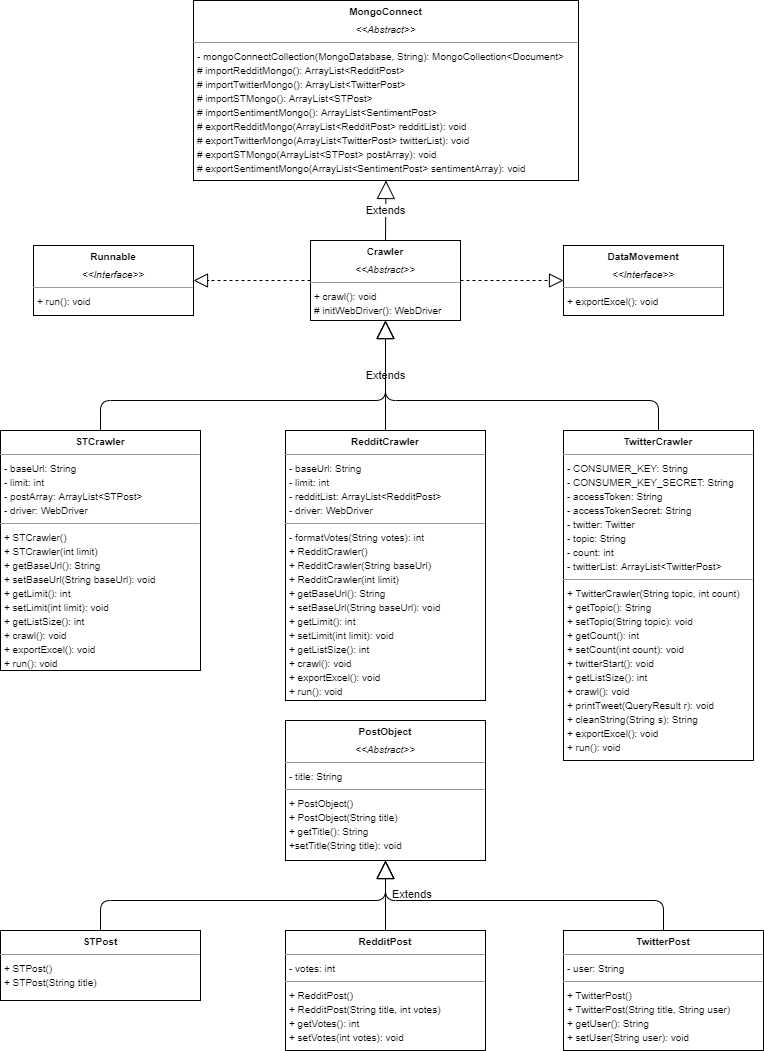 MongoConnect
<<Abstract>>
- mongoConnectCollection(MongoDatabase, String): MongoCollection<Document>
# importRedditMongo(): ArrayList<RedditPost>
# importTwitterMongo(): ArrayList<TwitterPost>
# importSTMongo(): ArrayList<STPost>
# importSentimentMongo(): ArrayList<SentimentPost>
# exportRedditMongo(ArrayList<RedditPost> redditList): void
# exportTwitterMongo(ArrayList<TwitterPost> twitterList): void
# exportSTMongo(ArrayList<STPost> postArray): void
# exportSentimentMongo(ArrayList<SentimentPost> sentimentArray): void
Extends
Runnable
<<Interface>>
+ run(): void
Crawler
<<Abstract>>
+ crawl(): void
# initWebDriver(): WebDriver
DataMovement
<<Interface>>
+ exportExcel(): void
Extends
STCrawler
- baseUrl: String
- limit: int
- postArray: ArrayList<STPost>
- driver: WebDriver
+ STCrawler()
+ STCrawler(int limit)
+ getBaseUrl(): String
+ setBaseUrl(String baseUrl): void
+ getLimit(): int
+ setLimit(int limit): void
+ getListSize(): int
+ crawl(): void
+ exportExcel(): void
+ run(): void
RedditCrawler
- baseUrl: String
- limit: int
- redditList: ArrayList<RedditPost>
- driver: WebDriver
- formatVotes(String votes): int
+ RedditCrawler()
+ RedditCrawler(String baseUrl)
+ RedditCrawler(int limit)
+ getBaseUrl(): String
+ setBaseUrl(String baseUrl): void
+ getLimit(): int
+ setLimit(int limit): void
+ getListSize(): int
+ crawl(): void
+ exportExcel(): void
+ run(): void
TwitterCrawler
- CONSUMER_KEY: String
- CONSUMER_KEY_SECRET: String
- accessToken: String
- accessTokenSecret: String
- twitter: Twitter
- topic: String
- count: int
- twitterList: ArrayList<TwitterPost>
+ TwitterCrawler(String topic, int count)
+ getTopic(): String
+ setTopic(String topic): void
+ getCount(): int
+ setCount(int count): void
+ twitterStart(): void
+ getListSize(): int
+ crawl(): void
+ printTweet(QueryResult r): void
+ cleanString(String s): String
+ exportExcel(): void
+ run(): void
PostObject
<<Abstract>>
- title: String
+ PostObject()
+ PostObject(String title)
+ getTitle(): String
+setTitle(String title): void
Extends
STPost
+ STPost()
+ STPost(String title)
RedditPost
- votes: int
+ RedditPost()
+ RedditPost(String title, int votes)
+ getVotes(): int
+ setVotes(int votes): void
TwitterPost
- user: String
+ TwitterPost()
+ TwitterPost(String title, String user)
+ getUser(): String
+ setUser(String user): void